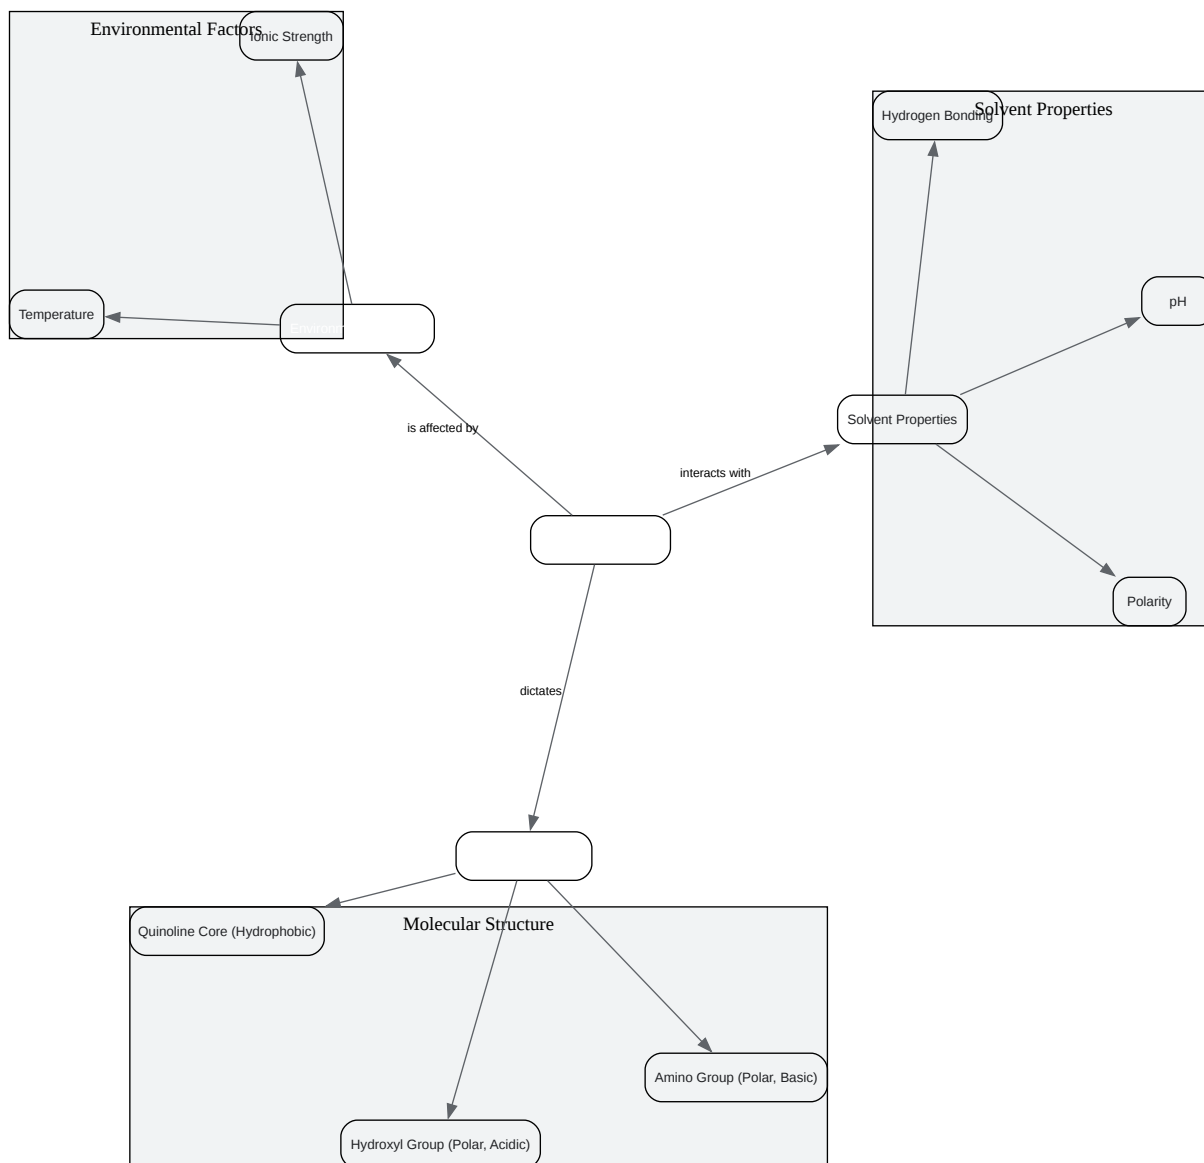 Environmental Factors
Ionic Strength
Solvent Properties
Hydrogen Bonding
pH
Temperature
Solvent Properties
is affected by
interacts with
Polarity
dictates
Molecular Structure
Quinoline Core (Hydrophobic)
Amino Group (Polar, Basic)
Hydroxyl Group (Polar, Acidic)